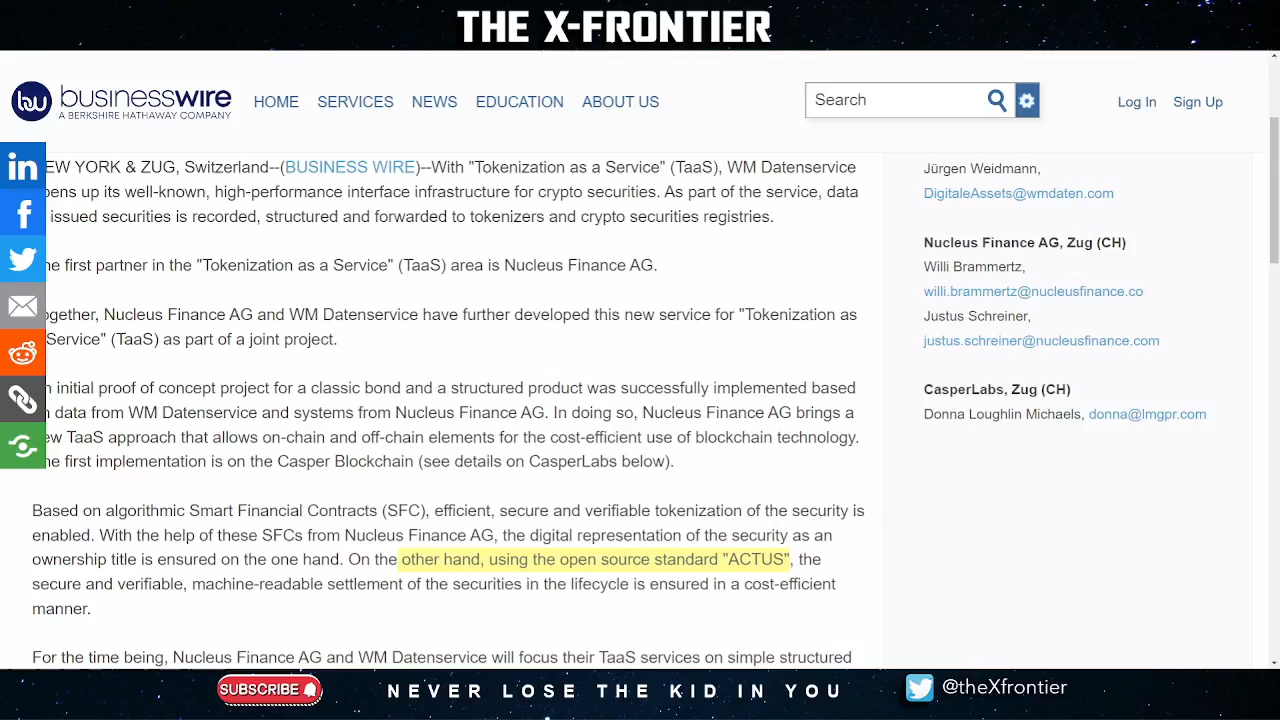 THE X-FRONTIER
businesswire
A BERKSHIRE HATHAWAY COMPANY
HOME SERVICES NEWS EDUCATION ABOUT US
Search
Log In Sign Up
EW YORK & ZUG, Switzerland--(BUSINESS WIRE)--With "Tokenization as a Service" (TaaS), WM Datenservice
pens up its well-known, high-performance interface infrastructure for crypto securities. As part of the service, data
issued securities is recorded, structured and forwarded to tokenizers and crypto securities registries.
he first partner in the "Tokenization as a Service" (TaaS) area is Nucleus Finance AG.
ogether, Nucleus Finance AG and WM Datenservice have further developed this new service for "Tokenization as
Service" (TaaS) as part of a joint project.
n initial proof of concept project for a classic bond and a structured product was successfully implemented based
n data from WM Datenservice and systems from Nucleus Finance AG. In doing so, Nucleus Finance AG brings a
ew TaaS approach that allows on-chain and off-chain elements for the cost-efficient use of blockchain technology.
he first implementation is on the Casper Blockchain (see details on CasperLabs below).
Based on algorithmic Smart Financial Contracts (SFC), efficient, secure and verifiable tokenization of the security is
enabled. With the help of these SFCs from Nucleus Finance AG, the digital representation of the security as an
ownership title is ensured on the one hand. On the other hand, using the open source standard "ACTUS", the
secure and verifiable, machine-readable settlement of the securities in the lifecycle is ensured in a cost-efficient
manner.
For the time being, Nucleus Finance AG and WM Datenservice will focus their TaaS services on simple structured
Jürgen Weidmann,
DigitaleAssets@wmdaten.com
Nucleus Finance AG, Zug (CH)
Willi Brammertz,
willi.brammertz@nucleusfinance.co
Justus Schreiner,
justus.schreiner@nucleusfinance.com
CasperLabs, Zug (CH)
Donna Loughlin Michaels, donna@lmgpr.com
SUBSCRIBE
NEVER LOSE THE KID IN YOU
@theXfrontier